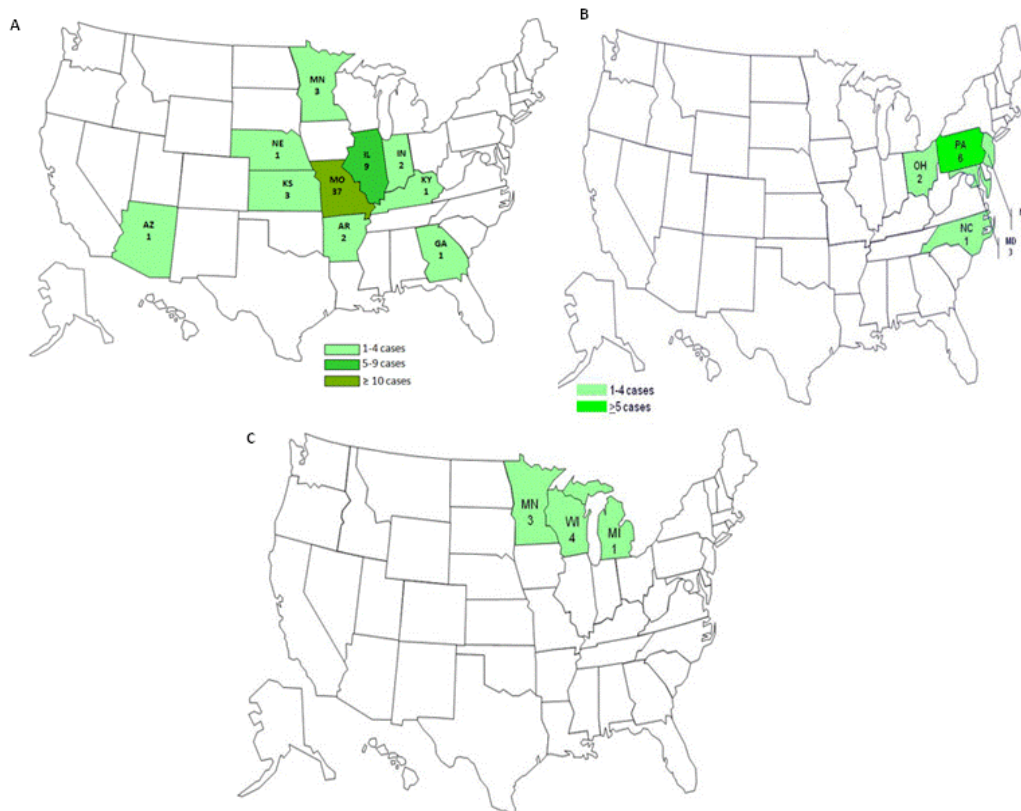 A
MN
3
NE
1
IL
9
IN
2
KS
3
MO
37
KY
1
AZ
1
AR
2
GA
1
1-4 cases
5-9 cases
≥ 10 cases
B
PA
6
OH
2
NC
1
MD
3
1-4 cases
≥5 cases
C
MN
3
WI
4
MI
1